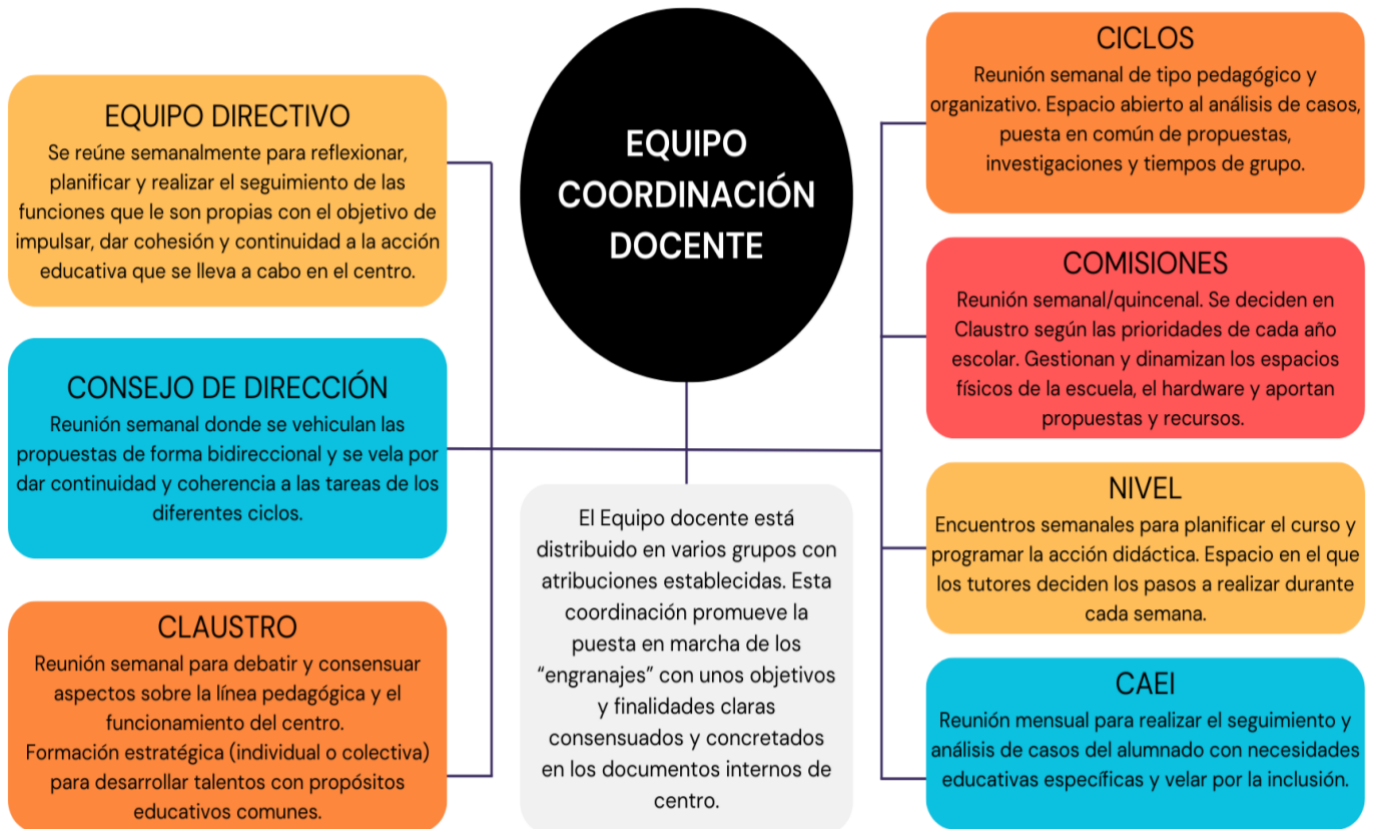 EQUIPO
COORDINACIÓN
DOCENTE
EQUIPO DIRECTIVO
Se reúne semanalmente para reflexionar,
planificar y realizar el seguimiento de las
funciones que le son propias con el objetivo de
impulsar, dar cohesión y continuidad a la acción
educativa que se lleva a cabo en el centro.
CONSEJO DE DIRECCIÓN
Reunión semanal donde se vehiculan las
propuestas de forma bidireccional y se vela por
dar continuidad y coherencia a las tareas de los
diferentes ciclos.
CLAUSTRO
Reunión semanal para debatir y consensuar
aspectos sobre la línea pedagógica y el
funcionamiento del centro.
Formación estratégica (individual o colectiva)
para desarrollar talentos con propósitos
educativos comunes.
El Equipo docente está
distribuido en varios grupos con
atribuciones establecidas. Esta
coordinación promueve la
puesta en marcha de los
“engranajes” con unos objetivos
y finalidades claras
consensuados y concretados
en los documentos internos de
centro.
CICLOS
Reunión semanal de tipo pedagógico y
organizativo. Espacio abierto al análisis de casos,
puesta en común de propuestas,
investigaciones y tiempos de grupo.
COMISIONES
Reunión semanal/quincenal. Se deciden en
Claustro según las prioridades de cada año
escolar. Gestionan y dinamizan los espacios
físicos de la escuela, el hardware y aportan
propuestas y recursos.
NIVEL
Encuentros semanales para planificar el curso y
programar la acción didáctica. Espacio en el que
los tutores deciden los pasos a realizar durante
cada semana.
CAEI
Reunión mensual para realizar el seguimiento y
análisis de casos del alumnado con necesidades
educativas específicas y velar por la inclusión.